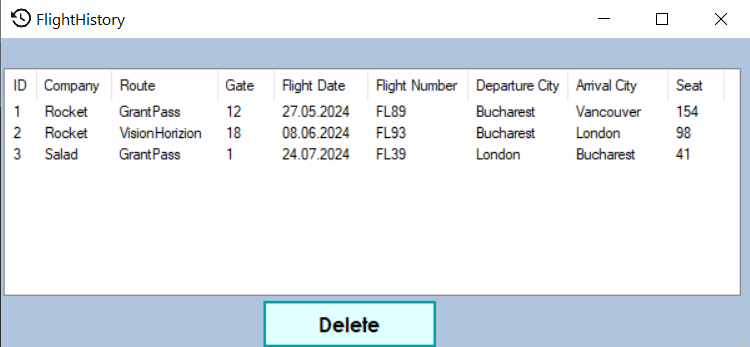 FlightHistory
ID Company Route Gate Flight Date Flight Number Departure City Arrival City Seat
1 Rocket GrantPass 12 27.05.2024 FL89 Bucharest Vancouver 154
2 Rocket VisionHorizion 18 08.06.2024 FL93 Bucharest London 98
3 Salad GrantPass 1 24.07.2024 FL39 London Bucharest 41
Delete